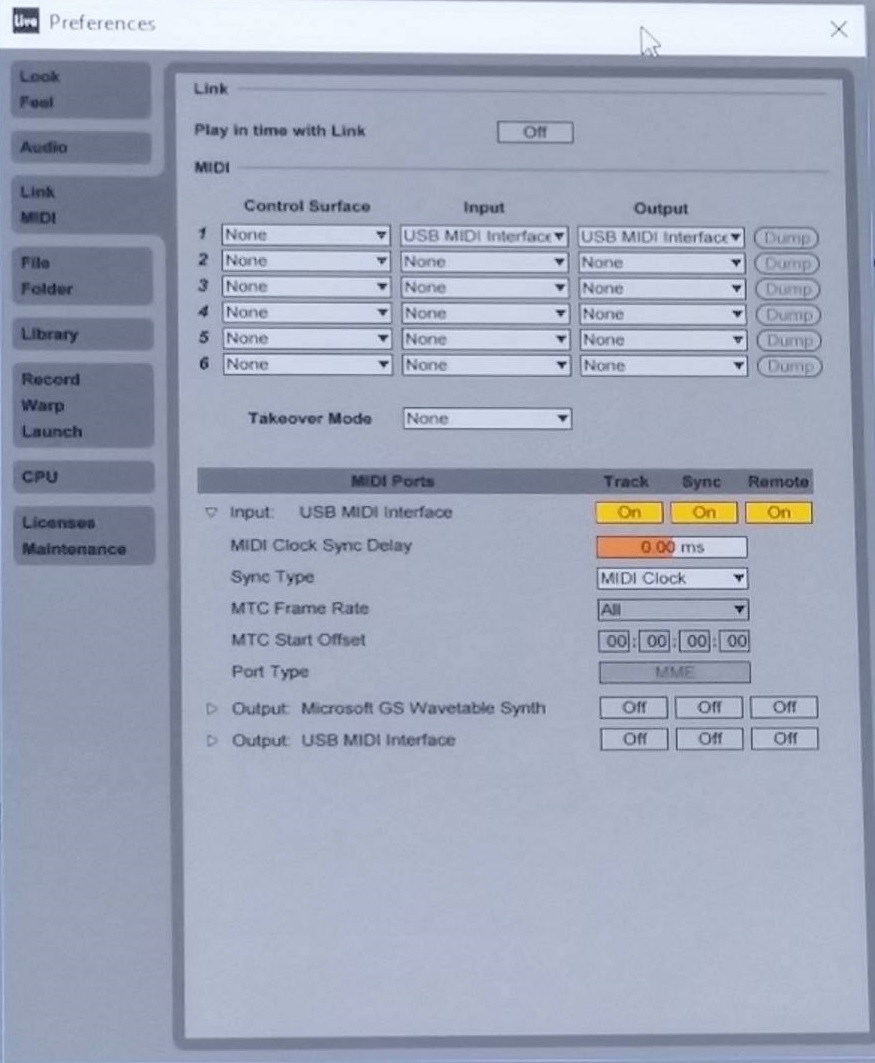 Live Preferences
Look
Feel
Audio
Link
MIDI
File
Folder
Library
Record
Warp
Launch
CPU
Licenses
Maintenance
Link
Play in time with Link Off
MIDI
Control Surface Input Output
1 None USB MIDI Interface USB MIDI Interface Dump
2 None None None Dump
3 None None None Dump
4 None None None Dump
5 None None None Dump
6 None None None Dump
Takeover Mode None
MIDI Ports Track Sync Remote
Input: USB MIDI Interface On On On
MIDI Clock Sync Delay 0.00 ms
Sync Type MIDI Clock
MTC Frame Rate All
MTC Start Offset 00:00:00:00
Port Type MME
Output: Microsoft GS Wavetable Synth Off Off Off
Output: USB MIDI Interface Off Off Off